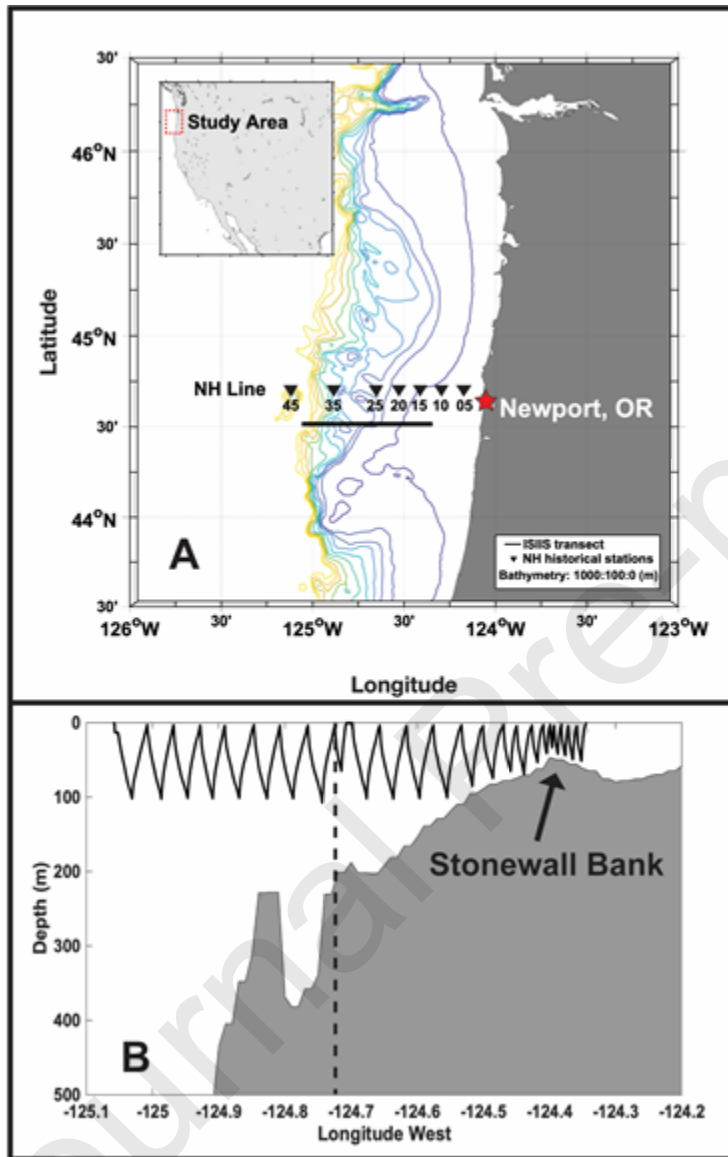 30'
46°N
30'
45°N
30'
44°N
30'
Latitude
Study Area
NH Line
45 35 25 20 15 10 05
Newport, OR
A
ISIIS transect
NH historical stations
Bathymetry: 1000:100:0 (m)
126°W 30' 125°W 30' 124°W 30' 123°W
Longitude
0
100
200
300
400
500
Depth (m)
Stonewall Bank
B
-125.1 -125 -124.9 -124.8 -124.7 -124.6 -124.5 -124.4 -124.3 -124.2
Longitude West
urnal Pre-p